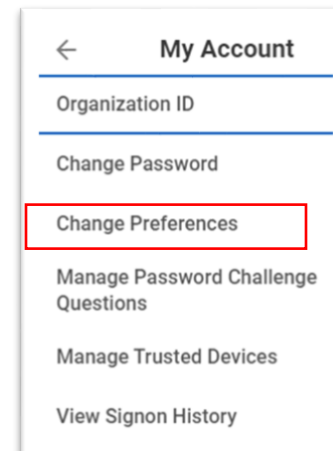 My Account
Organization ID
Change Password
Change Preferences
Manage Password Challenge
Questions
Manage Trusted Devices
View Signon History